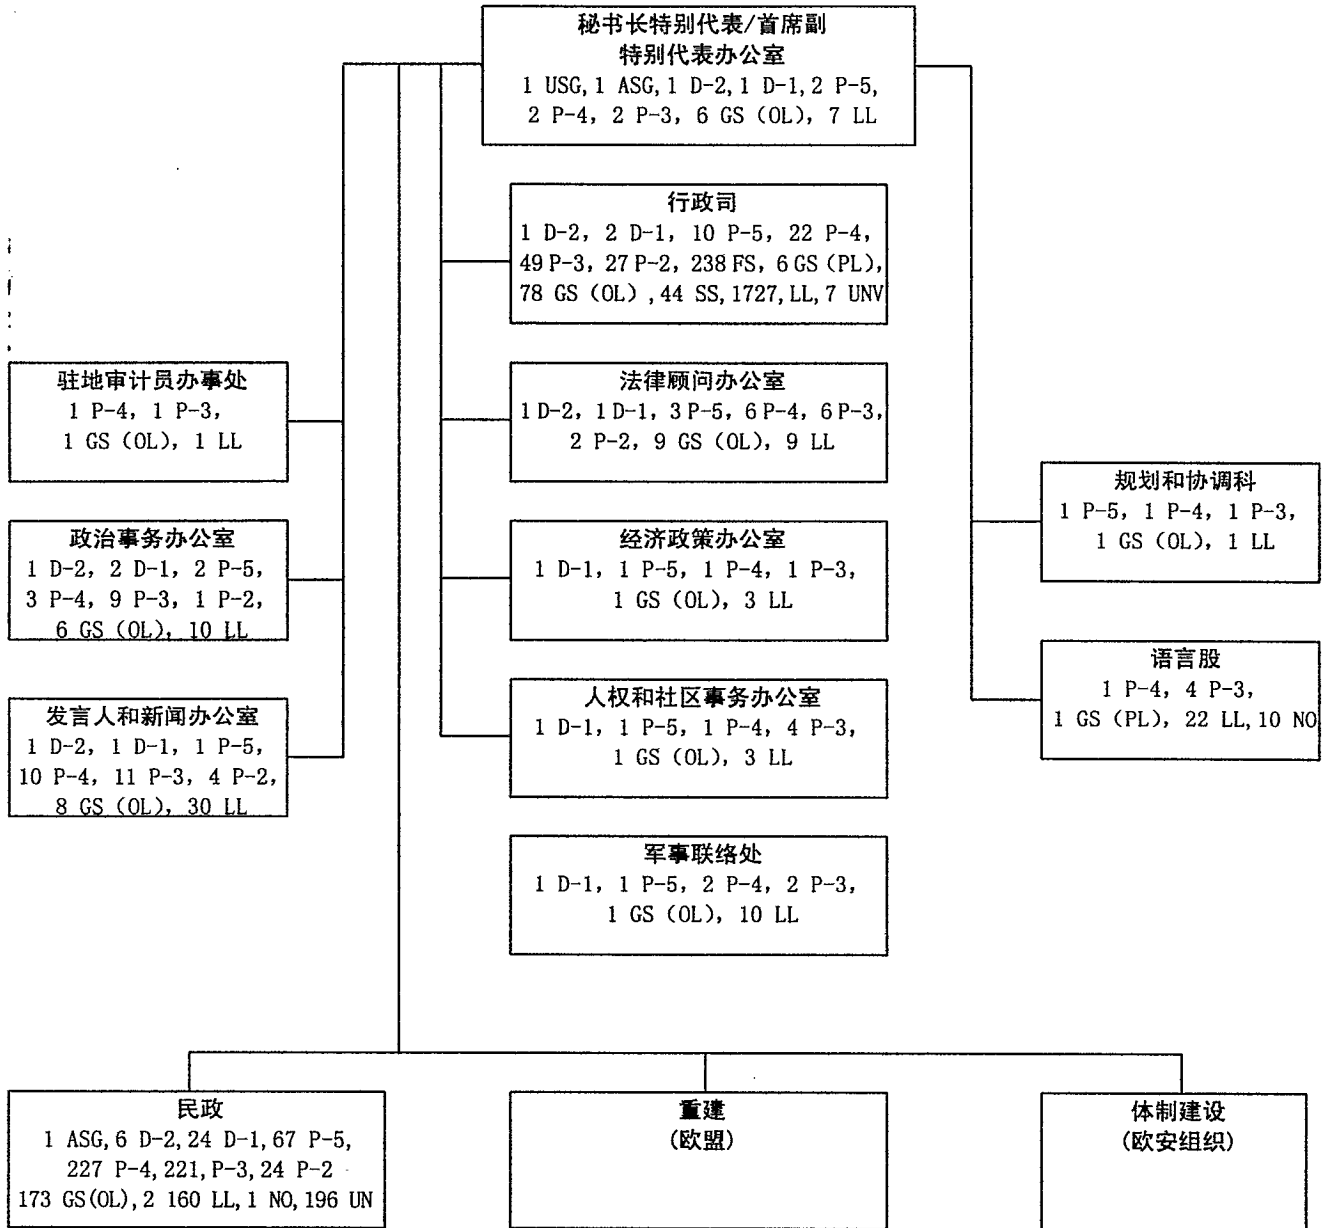 秘书长特别代表/首席副
特别代表办公室
1 USG, 1 ASG, 1 D-2, 1 D-1, 2 P-5,
2 P-4, 2 P-3, 6 GS (OL), 7 LL
行政司
1 D-2, 2 D-1, 10 P-5, 22 P-4,
49 P-3, 27 P-2, 238 FS, 6 GS (PL),
78 GS (OL) , 44 SS, 1727, LL, 7 UNV
驻地审计员办事处
1 P-4, 1 P-3,
1 GS (OL), 1 LL
法律顾问办公室
1 D-2, 1 D-1, 3 P-5, 6 P-4, 6 P-3,
2 P-2, 9 GS (OL), 9 LL
规划和协调科
1 P-5, 1 P-4, 1 P-3,
1 GS (OL), 1 LL
政治事务办公室
1 D-2, 2 D-1, 2 P-5,
3 P-4, 9 P-3, 1 P-2,
6 GS (OL), 10 LL
经济政策办公室
1 D-1, 1 P-5, 1 P-4, 1 P-3,
1 GS (OL), 3 LL
语言股
1 P-4, 4 P-3,
1 GS (PL), 22 LL, 10 NO
发言人和新闻办公室
1 D-2, 1 D-1, 1 P-5,
10 P-4, 11 P-3, 4 P-2,
8 GS (OL), 30 LL
人权和社区事务办公室
1 D-1, 1 P-5, 1 P-4, 4 P-3,
1 GS (OL), 3 LL
军事联络处
1 D-1, 1 P-5, 2 P-4, 2 P-3,
1 GS (OL), 10 LL
民政
1 ASG, 6 D-2, 24 D-1, 67 P-5,
227 P-4, 221, P-3, 24 P-2
173 GS(OL), 2 160 LL, 1 NO, 196 UN
重建
(欧盟)
体制建设
(欧安组织)